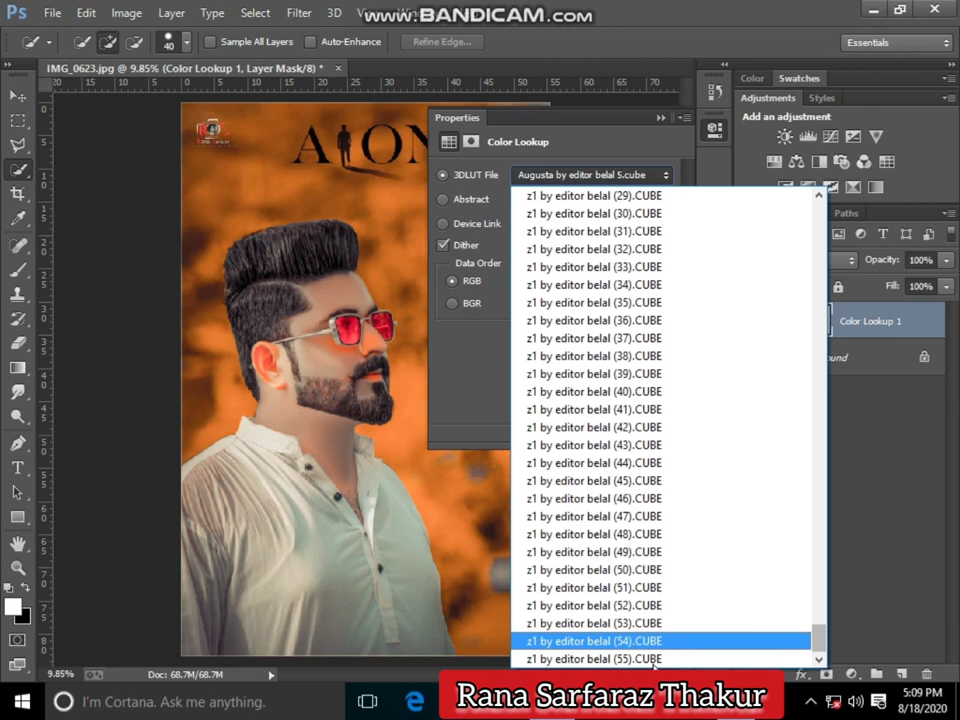 Ps File Edit Image Layer Type Select Filter 3D
www.BANDICAM.com
40 Sample All Layers Auto-Enhance Refine Edge... Essentials
IMG_0623.jpg @ 9.85% (Color Lookup 1, Layer Mask/8) * ×
Color Swatches
Adjustments Styles
Add an adjustment
Paths
Opacity: 100%
Fill: 100%
Color Lookup 1
Properties
Color Lookup
3DLUT File Augusta by editor belal 5.cube
Abstract
Device Link
Dither
Data Order
RGB
BGR
z1 by editor belal (29).CUBE
z1 by editor belal (30).CUBE
z1 by editor belal (31).CUBE
z1 by editor belal (32).CUBE
z1 by editor belal (33).CUBE
z1 by editor belal (34).CUBE
z1 by editor belal (35).CUBE
z1 by editor belal (36).CUBE
z1 by editor belal (37).CUBE
z1 by editor belal (38).CUBE
z1 by editor belal (39).CUBE
z1 by editor belal (40).CUBE
z1 by editor belal (41).CUBE
z1 by editor belal (42).CUBE
z1 by editor belal (43).CUBE
z1 by editor belal (44).CUBE
z1 by editor belal (45).CUBE
z1 by editor belal (46).CUBE
z1 by editor belal (47).CUBE
z1 by editor belal (48).CUBE
z1 by editor belal (49).CUBE
z1 by editor belal (50).CUBE
z1 by editor belal (51).CUBE
z1 by editor belal (52).CUBE
z1 by editor belal (53).CUBE
z1 by editor belal (54).CUBE
z1 by editor belal (55).CUBE
9.85% Doc: 68.7M/68.7M
I'm Cortana. Ask me anything.
Rana Sarfaraz Thakur
5:09 PM
8/18/2020